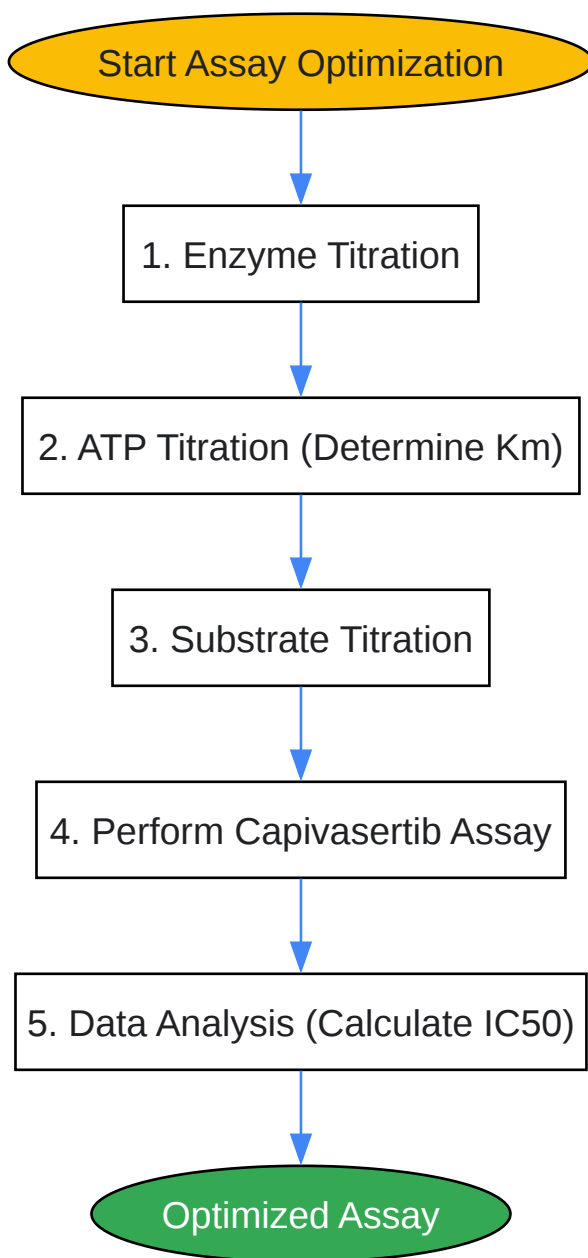 Start Assay Optimization
1. Enzyme Titration
2. ATP Titration (Determine Km)
3. Substrate Titration
4. Perform Capivasertib Assay
5. Data Analysis (Calculate IC50)
Optimized Assay